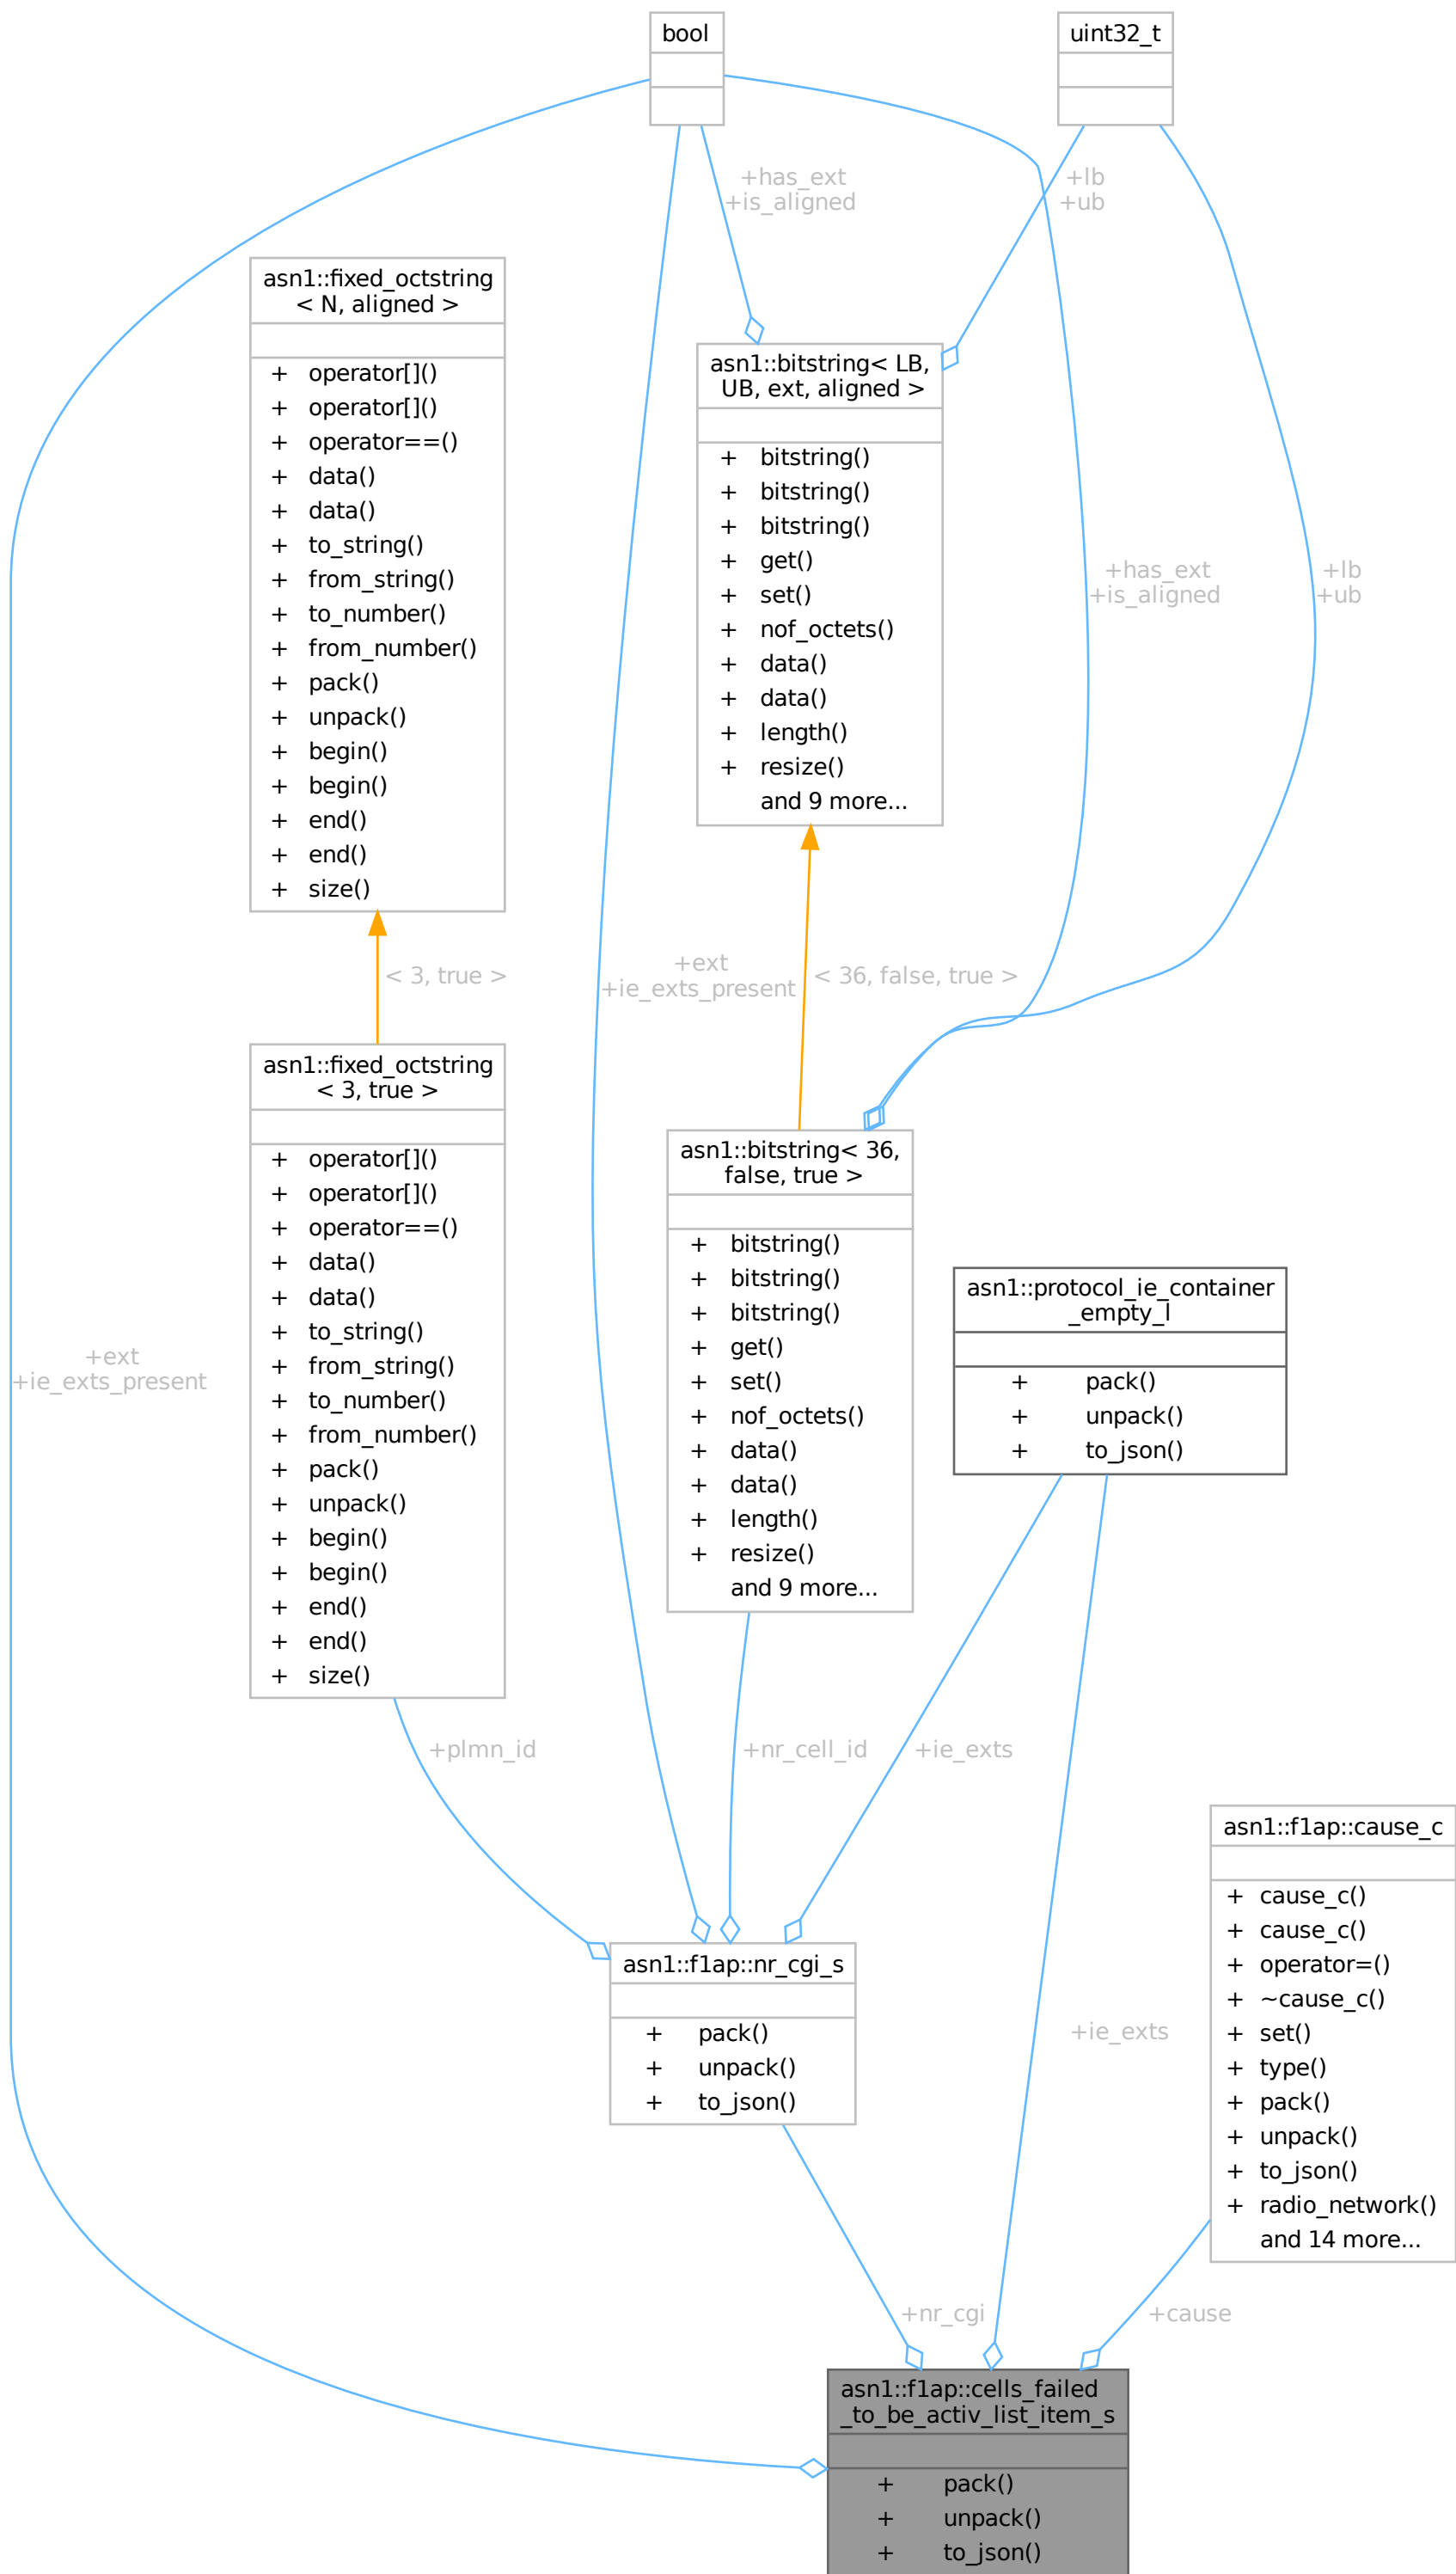 bool
uint32_t
+has_ext
+is_aligned
+lb
+ub
asn1::fixed_octstring
< N, aligned >
+ operator[]()
+ operator[]()
+ operator==()
+ data()
+ data()
+ to_string()
+ from_string()
+ to_number()
+ from_number()
+ pack()
+ unpack()
+ begin()
+ begin()
+ end()
+ end()
+ size()
asn1::bitstring< LB,
UB, ext, aligned >
+ bitstring()
+ bitstring()
+ bitstring()
+ get()
+ set()
+ nof_octets()
+ data()
+ data()
+ length()
+ resize()
and 9 more...
+has_ext
+is_aligned
+lb
+ub
< 3, true >
+ext
+ie_exts_present
< 36, false, true >
asn1::fixed_octstring
< 3, true >
+ operator[]()
+ operator[]()
+ operator==()
+ data()
+ data()
+ to_string()
+ from_string()
+ to_number()
+ from_number()
+ pack()
+ unpack()
+ begin()
+ begin()
+ end()
+ end()
+ size()
asn1::bitstring< 36,
false, true >
+ bitstring()
+ bitstring()
+ bitstring()
+ get()
+ set()
+ nof_octets()
+ data()
+ data()
+ length()
+ resize()
and 9 more...
asn1::protocol_ie_container
_empty_l
+ pack()
+ unpack()
+ to_json()
+ext
+ie_exts_present
+plmn_id
+nr_cell_id
+ie_exts
asn1::f1ap::nr_cgi_s
+ pack()
+ unpack()
+ to_json()
+ie_exts
asn1::f1ap::cause_c
+ cause_c()
+ cause_c()
+ operator=()
+ ~cause_c()
+ set()
+ type()
+ pack()
+ unpack()
+ to_json()
+ radio_network()
and 14 more...
+nr_cgi
+cause
asn1::f1ap::cells_failed
_to_be_activ_list_item_s
+ pack()
+ unpack()
+ to_json()